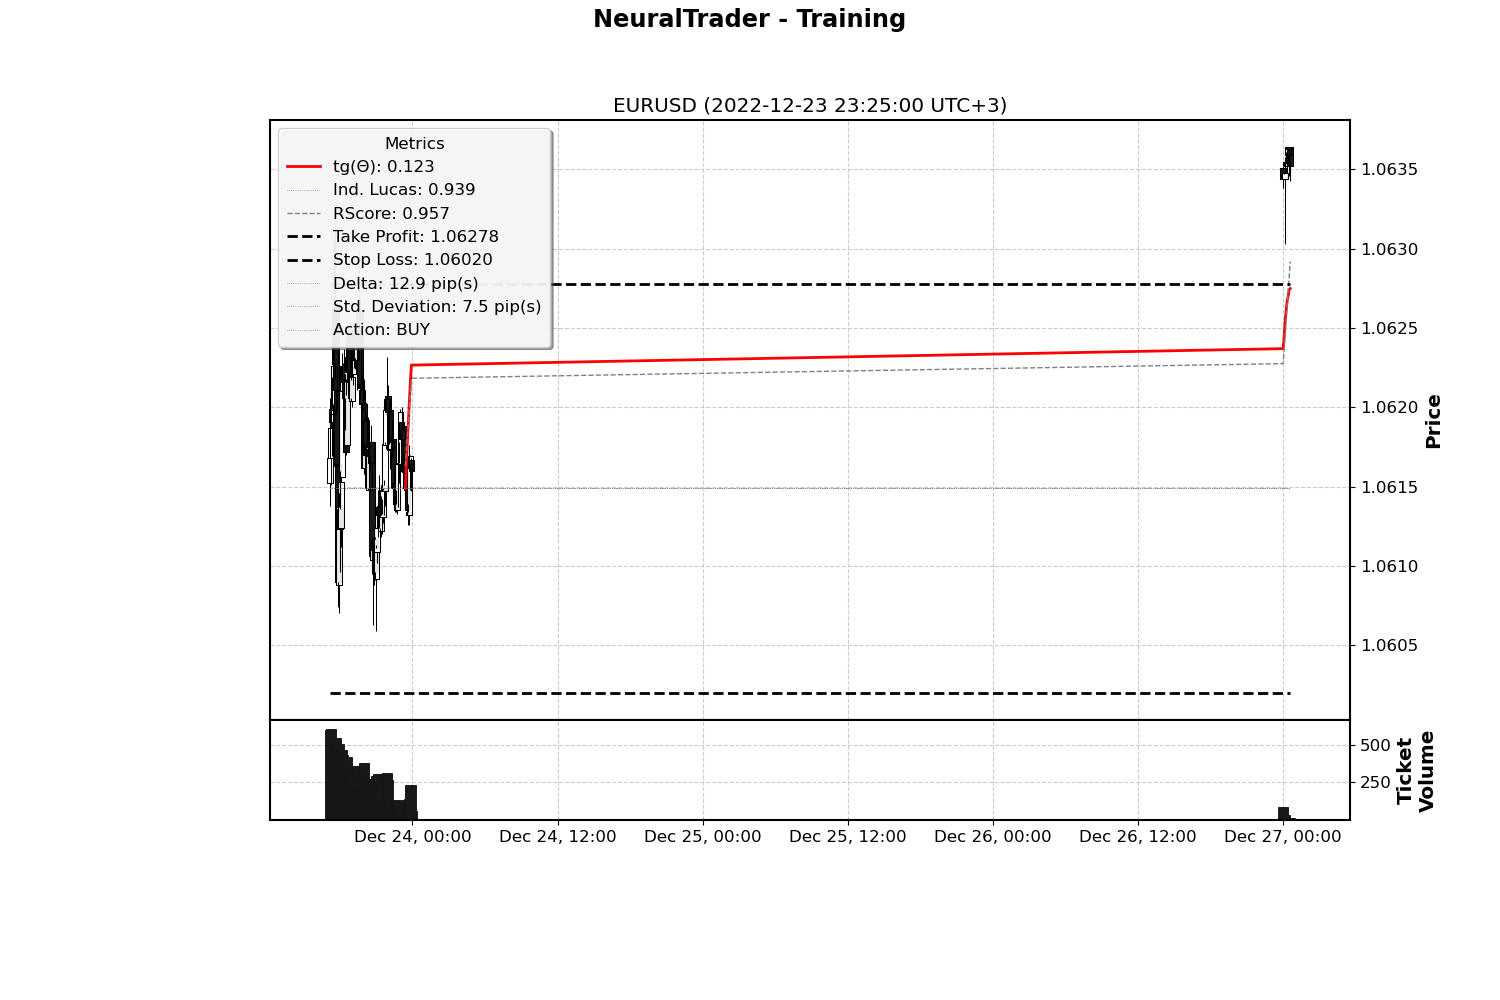 NeuralTrader - Training
EURUSD (2022-12-23 23:25:00 UTC+3)
Metrics
tg(Θ): 0.123
Ind. Lucas: 0.939
RScore: 0.957
Take Profit: 1.06278
Stop Loss: 1.06020
Delta: 12.9 pip(s)
Std. Deviation: 7.5 pip(s)
Action: BUY
1.0635
1.0630
1.0625
1.0620
1.0615
1.0610
1.0605
Price
500
250
Ticket
Volume
Dec 24, 00:00
Dec 24, 12:00
Dec 25, 00:00
Dec 25, 12:00
Dec 26, 00:00
Dec 26, 12:00
Dec 27, 00:00